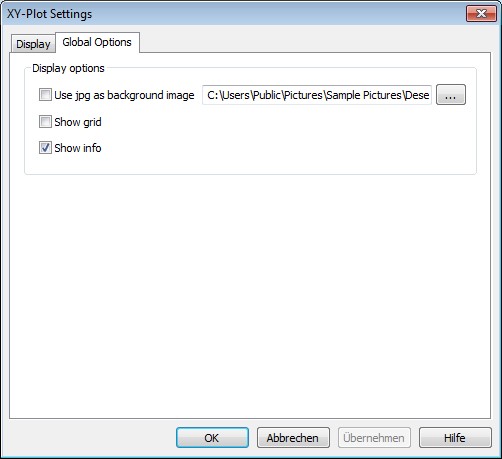 XY-Plot Settings
Display
Global Options
Display options
Use jpg as background image
C:\Users\Public\Pictures\Sample Pictures\Dese
...
Show grid
Show info
OK
Abbrechen
Übernehmen
Hilfe